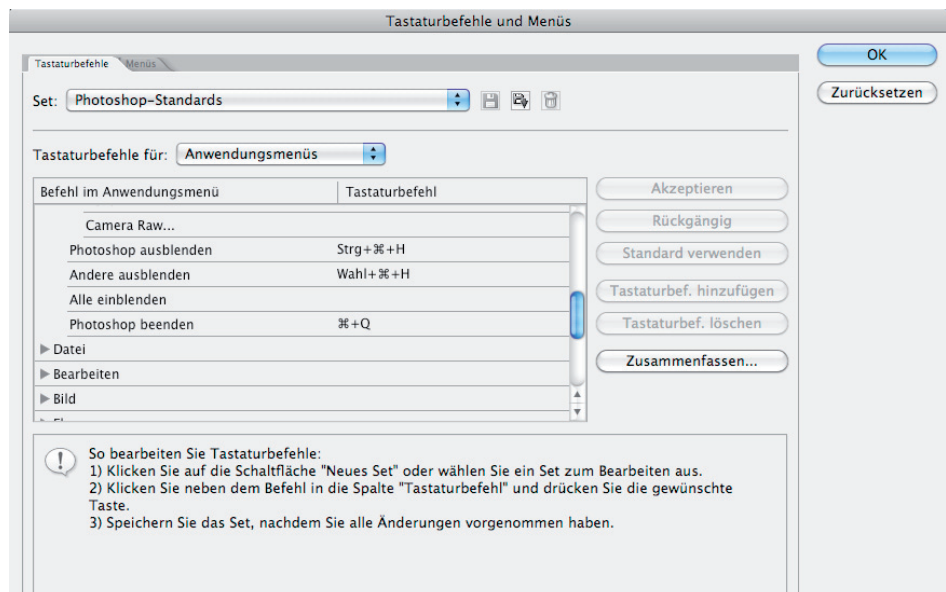 Tastaturbefehle und Menüs
Tastaturbefehle Menüs
OK
Set: Photoshop-Standards
Zurücksetzen
Tastaturbefehle für: Anwendungsmenüs
Befehl im Anwendungsmenü Tastaturbefehl
Akzeptieren
Camera Raw...
Rückgängig
Photoshop ausblenden Strg+⌘+H
Standard verwenden
Andere ausblenden Wahl+⌘+H
Alle einblenden
Tastaturbef. hinzufügen
Photoshop beenden ⌘+Q
Tastaturbef. löschen
Datei
Zusammenfassen...
Bearbeiten
Bild
So bearbeiten Sie Tastaturbefehle:
1) Klicken Sie auf die Schaltfläche "Neues Set" oder wählen Sie ein Set zum Bearbeiten aus.
2) Klicken Sie neben dem Befehl in die Spalte "Tastaturbefehl" und drücken Sie die gewünschte
Taste.
3) Speichern Sie das Set, nachdem Sie alle Änderungen vorgenommen haben.